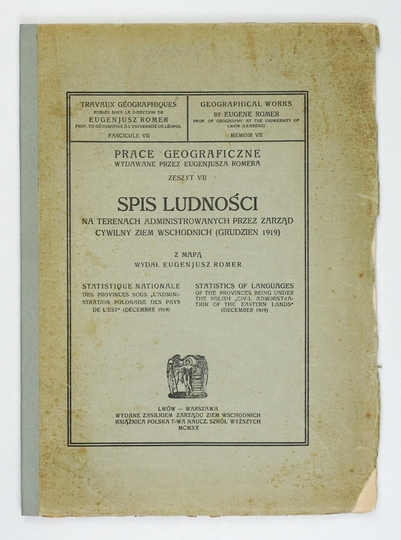 TRAVAUX GÉOGRAPHIQUES
PUBLIÉS SOUS LA DIRECTION DE
EUGENJUSZ ROMER
PROF. DE GÉOGRAPHIE À L'UNIVERSITÉ DE LÉOPOL
FASCICULE VII
GEOGRAPHICAL WORKS
BY EUGENE ROMER
PROF. OF GEOGRAPHY AT THE UNIVERSITY OF
LWÓW (LEMBERG)
MEMOIR VII
PRACE GEOGRAFICZNE
WYDAWANE PRZEZ EUGENJUSZA ROMERA
ZESZYT VII
SPIS LUDNOŚCI
NA TERENACH ADMINISTROWANYCH PRZEZ ZARZĄD
CYWILNY ZIEM WSCHODNICH (GRUDZIEŃ 1919)
Z MAPĄ
WYDAŁ EUGENJUSZ ROMER
STATISTIQUE NATIONALE
DES PROVINCES SOUS „L'ADMINI-
STRATION POLONAISE DES PAYS
DE L'EST“ (DÉCEMBRE 1919)
STATISTICS OF LANGUAGES
OF THE PROVINCES, BEING UNDER
THE POLISH „CIVIL ADMINISTRA-
TION OF THE EASTERN LANDS“
(DECEMBER 1919)
LWÓW — WARSZAWA
WYDANE ZASIŁKIEM ZARZĄDU ZIEM WSCHODNICH
KSIĄŻNICA POLSKA T-WA NAUCZ. SZKÓŁ WYŻSZYCH
MCMXX